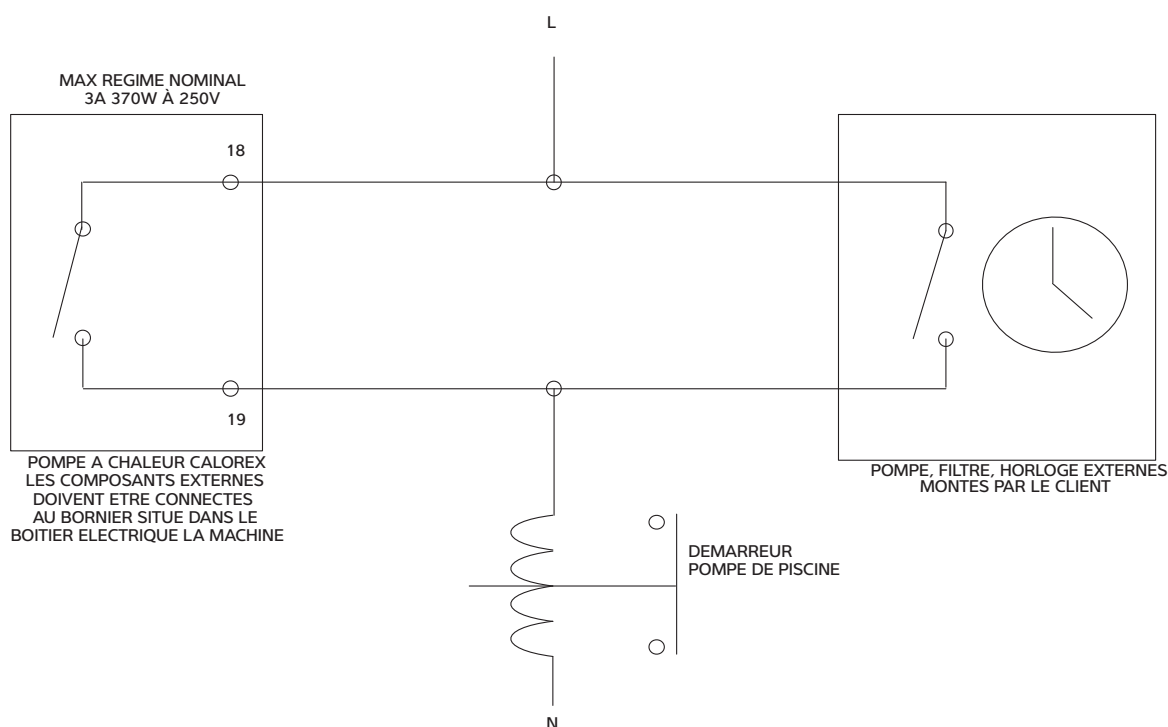 L
MAX REGIME NOMINAL
3A 370W À 250V
18
19
POMPE A CHALEUR CALOREX
LES COMPOSANTS EXTERNES
DOIVENT ETRE CONNECTES
AU BORNIER SITUE DANS LE
BOITIER ELECTRIQUE LA MACHINE
POMPE, FILTRE, HORLOGE EXTERNES
MONTES PAR LE CLIENT
DEMARREUR
POMPE DE PISCINE
N